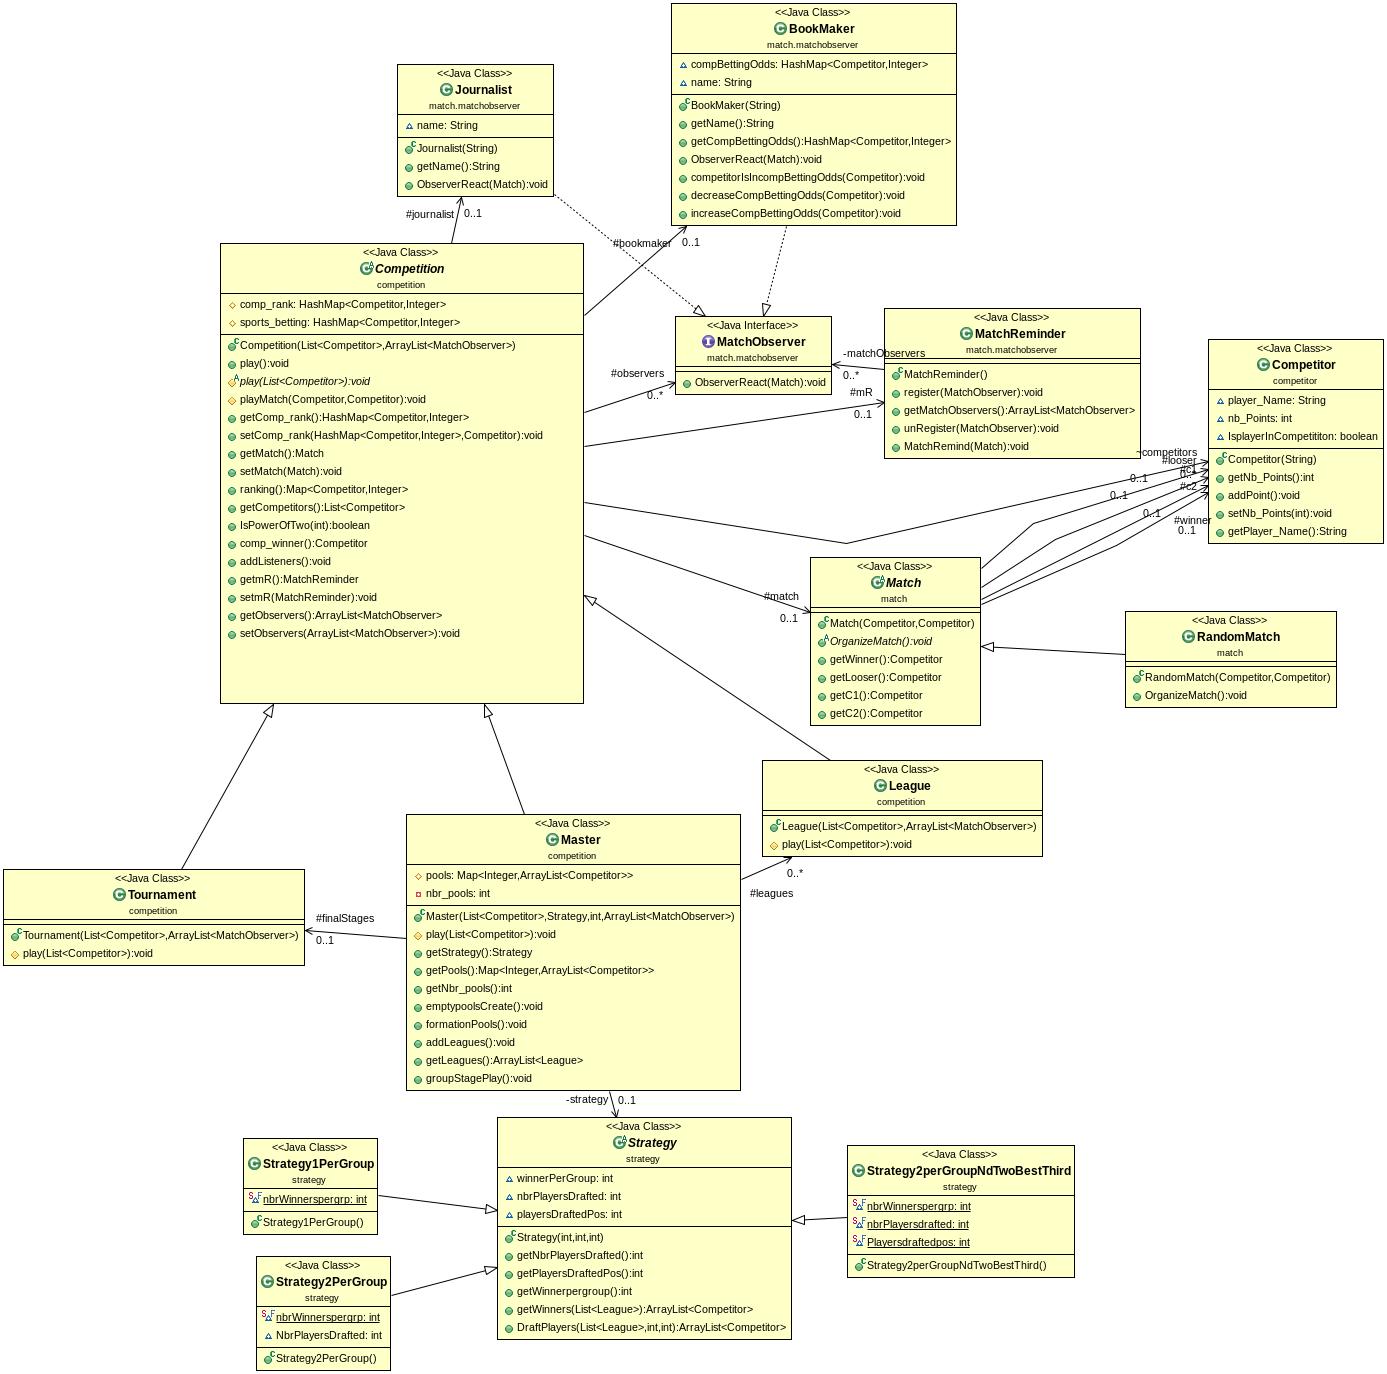 <<Java Class>>
BookMaker
match.matchobserver
compBettingOdds: HashMap<Competitor,Integer>
name: String
BookMaker(String)
getName():String
getCompBettingOdds():HashMap<Competitor,Integer>
ObserverReact(Match):void
competitorIsIncompBettingOdds(Competitor):void
decreaseCompBettingOdds(Competitor):void
increaseCompBettingOdds(Competitor):void
<<Java Class>>
Journalist
match.matchobserver
name: String
Journalist(String)
getName():String
ObserverReact(Match):void
#journalist
0..1
#bookmaker
0..1
<<Java Class>>
Competition
competition
comp_rank: HashMap<Competitor,Integer>
sports_betting: HashMap<Competitor,Integer>
Competition(List<Competitor>,ArrayList<MatchObserver>)
play():void
play(List<Competitor>):void
playMatch(Competitor,Competitor):void
getComp_rank():HashMap<Competitor,Integer>
setComp_rank(HashMap<Competitor,Integer>,Competitor):void
getMatch():Match
setMatch(Match):void
ranking():Map<Competitor,Integer>
getCompetitors():List<Competitor>
IsPowerOfTwo(int):boolean
comp_winner():Competitor
addListeners():void
getmR():MatchReminder
setmR(MatchReminder):void
getObservers():ArrayList<MatchObserver>
setObservers(ArrayList<MatchObserver>):void
<<Java Interface>>
MatchObserver
match.matchobserver
ObserverReact(Match):void
#observers
0..*
-matchObservers
0..*
#mR
0..1
<<Java Class>>
MatchReminder
match.matchobserver
MatchReminder()
register(MatchObserver):void
getMatchObservers():ArrayList<MatchObserver>
unRegister(MatchObserver):void
MatchRemind(Match):void
<<Java Class>>
Competitor
competitor
player_Name: String
nb_Points: int
IsplayerInCompetititon: boolean
Competitor(String)
getNb_Points():int
addPoint():void
setNb_Points(int):void
getPlayer_Name():String
~competitors
#looser
#c1
0..1
#c2
0..1
0..1
#winner
0..1
#match
0..1
<<Java Class>>
Match
match
Match(Competitor,Competitor)
OrganizeMatch():void
getWinner():Competitor
getLooser():Competitor
getC1():Competitor
getC2():Competitor
<<Java Class>>
RandomMatch
match
RandomMatch(Competitor,Competitor)
OrganizeMatch():void
<<Java Class>>
League
competition
League(List<Competitor>,ArrayList<MatchObserver>)
play(List<Competitor>):void
<<Java Class>>
Master
competition
pools: Map<Integer,ArrayList<Competitor>>
nbr_pools: int
Master(List<Competitor>,Strategy,int,ArrayList<MatchObserver>)
play(List<Competitor>):void
getStrategy():Strategy
getPools():Map<Integer,ArrayList<Competitor>>
getNbr_pools():int
emptypoolsCreate():void
formationPools():void
addLeagues():void
getLeagues():ArrayList<League>
groupStagePlay():void
0..*
#leagues
<<Java Class>>
Tournament
competition
Tournament(List<Competitor>,ArrayList<MatchObserver>)
play(List<Competitor>):void
#finalStages
0..1
-strategy
0..1
<<Java Class>>
Strategy
strategy
winnerPerGroup: int
nbrPlayersDrafted: int
playersDraftedPos: int
Strategy(int,int,int)
getNbrPlayersDrafted():int
getPlayersDraftedPos():int
getWinnerpergroup():int
getWinners(List<League>):ArrayList<Competitor>
DraftPlayers(List<League>,int,int):ArrayList<Competitor>
<<Java Class>>
Strategy1PerGroup
strategy
nbrWinnerspergrp: int
Strategy1PerGroup()
<<Java Class>>
Strategy2PerGroup
strategy
nbrWinnerspergrp: int
NbrPlayersDrafted: int
Strategy2PerGroup()
<<Java Class>>
Strategy2perGroupNdTwoBestThird
strategy
nbrWinnerspergrp: int
nbrPlayersdrafted: int
Playersdraftedpos: int
Strategy2perGroupNdTwoBestThird()